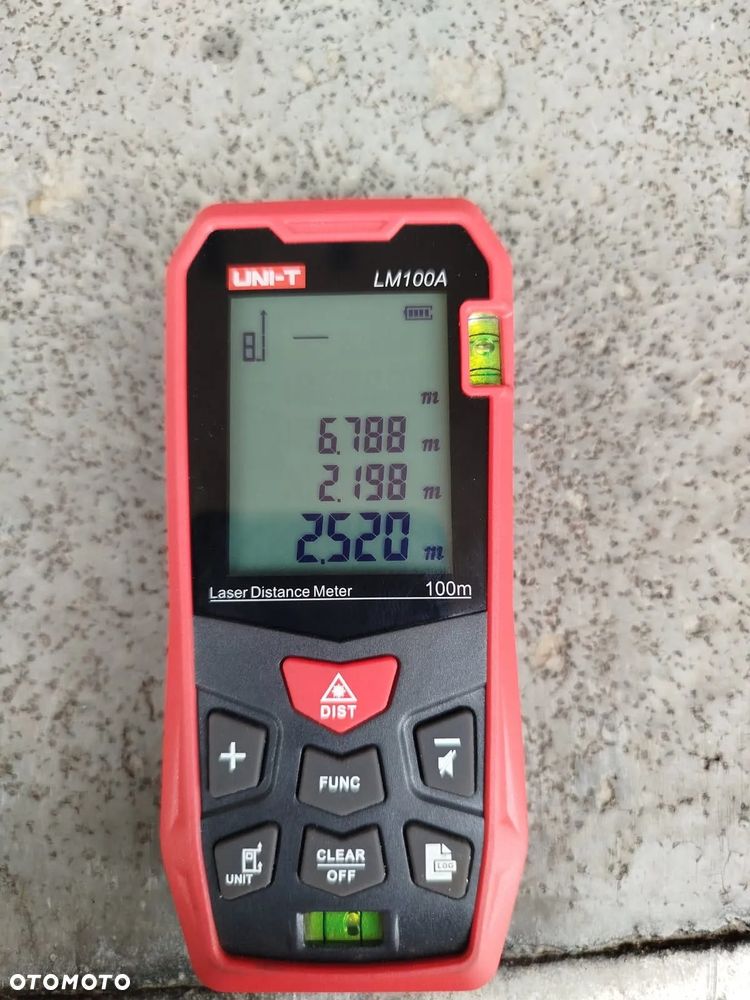 UNI-T LM100A
m
6.788 m
2.198 m
2.520 m
Laser Distance Meter 100m
DIST
FUNC
UNIT
CLEAR
OFF
LOG
OTOMOTO